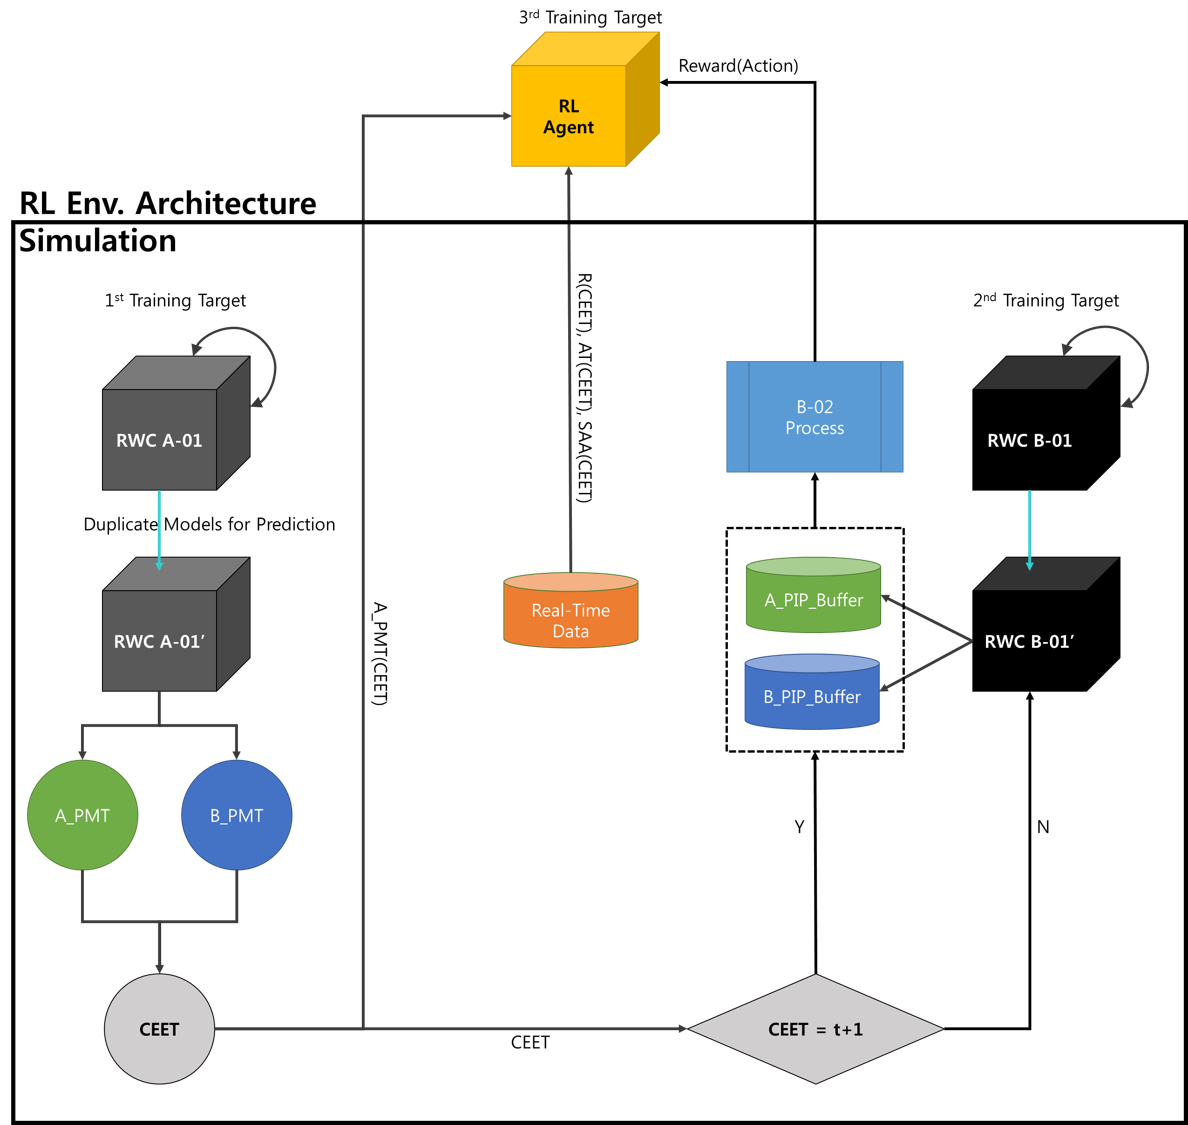 3rd Training Target
Reward(Action)
RL
Agent
RL Env. Architecture
Simulation
1st Training Target
2nd Training Target
R(CEET), AT(CEET), SAA(CEET)
RWC A-01
B-02
Process
RWC B-01
Duplicate Models for Prediction
A_PMT(CEET)
RWC A-01′
Real-Time
Data
A_PIP_Buffer
RWC B-01′
B_PIP_Buffer
A_PMT
B_PMT
Y
N
CEET
CEET
CEET = t+1